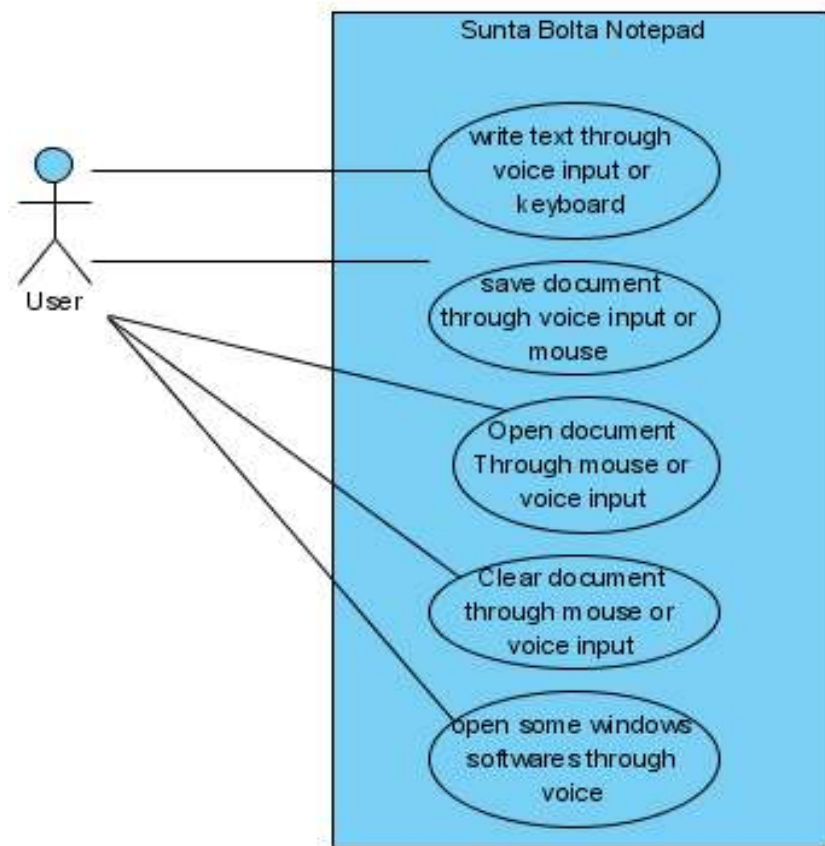 Sunta Bolta Notepad
write text through
voice input or
keyboard
User
save document
through voice input or
mouse
Open document
Through mouse or
voice input
Clear document
through mouse or
voice input
open some windows
softwares through
voice